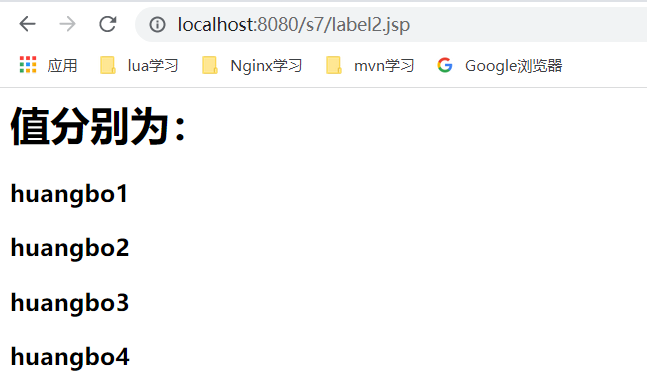 localhost:8080/s7/label2.jsp
应用 lua学习 Nginx学习 mvn学习 Google浏览器
值分别为：
huangbo1
huangbo2
huangbo3
huangbo4